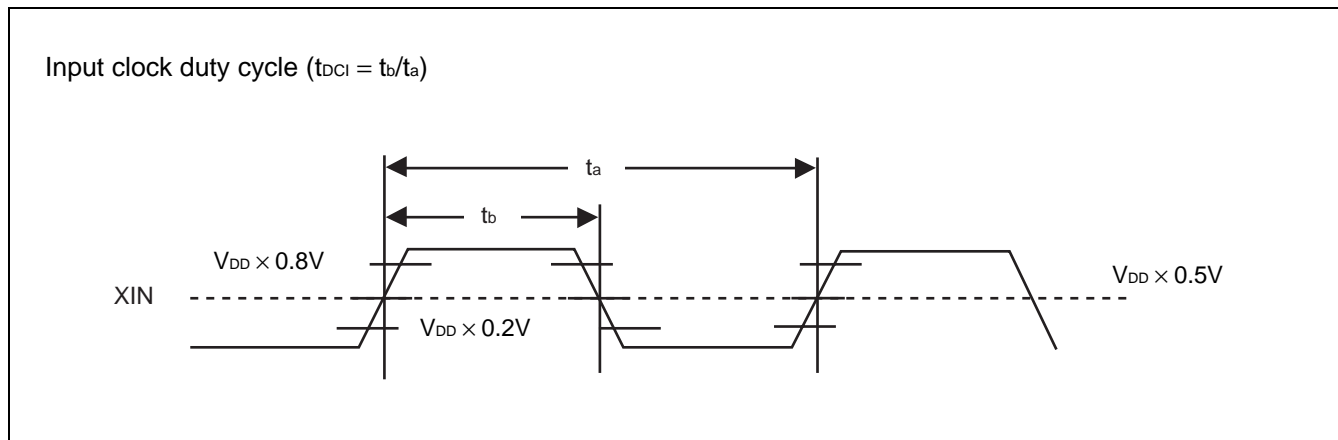 Input clock duty cycle (tDCI = tb/ta)
ta
tb
VDD × 0.8V
VDD × 0.5V
XIN
VDD × 0.2V